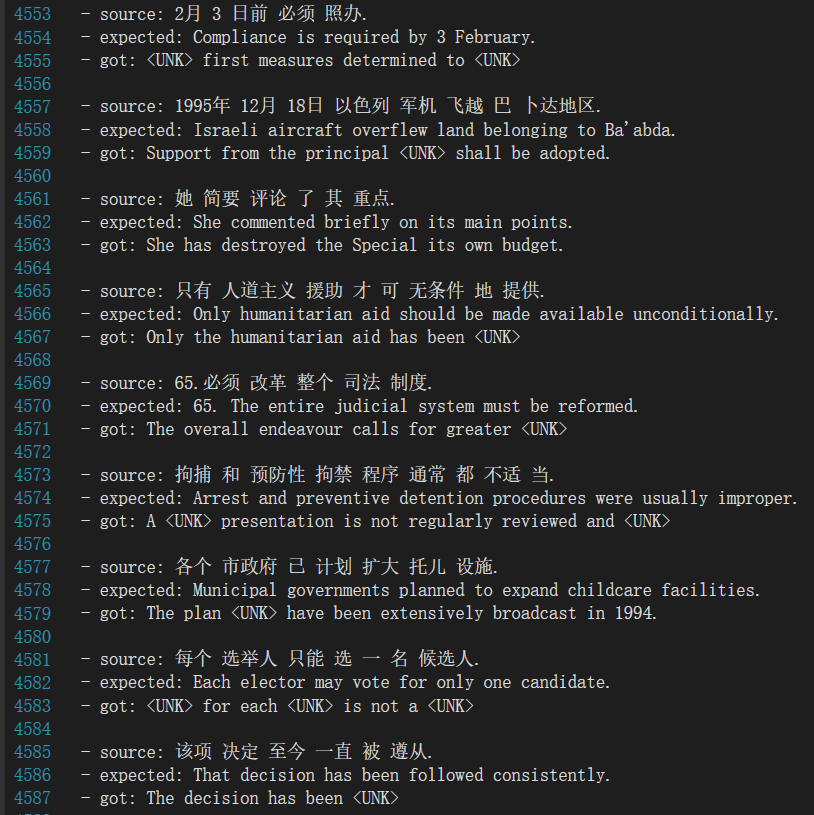 4553 - source: 2月 3 日前 必须 照办.
4554 - expected: Compliance is required by 3 February.
4555 - got: <UNK> first measures determined to <UNK>
4556
4557 - source: 1995年 12月 18日 以色列 军机 飞越 巴 卜达地区.
4558 - expected: Israeli aircraft overflew land belonging to Ba'abda.
4559 - got: Support from the principal <UNK> shall be adopted.
4560
4561 - source: 她 简要 评论 了 其 重点.
4562 - expected: She commented briefly on its main points.
4563 - got: She has destroyed the Special its own budget.
4564
4565 - source: 只有 人道主义 援助 才 可 无条件 地 提供.
4566 - expected: Only humanitarian aid should be made available unconditionally.
4567 - got: Only the humanitarian aid has been <UNK>
4568
4569 - source: 65.必须 改革 整个 司法 制度.
4570 - expected: 65. The entire judicial system must be reformed.
4571 - got: The overall endeavour calls for greater <UNK>
4572
4573 - source: 拘捕 和 预防性 拘禁 程序 通常 都 不适 当.
4574 - expected: Arrest and preventive detention procedures were usually improper.
4575 - got: A <UNK> presentation is not regularly reviewed and <UNK>
4576
4577 - source: 各个 市政府 已 计划 扩大 托儿 设施.
4578 - expected: Municipal governments planned to expand childcare facilities.
4579 - got: The plan <UNK> have been extensively broadcast in 1994.
4580
4581 - source: 每个 选举人 只能 选 一 名 候选人.
4582 - expected: Each elector may vote for only one candidate.
4583 - got: <UNK> for each <UNK> is not a <UNK>
4584
4585 - source: 该项 决定 至今 一直 被 遵从.
4586 - expected: That decision has been followed consistently.
4587 - got: The decision has been <UNK>